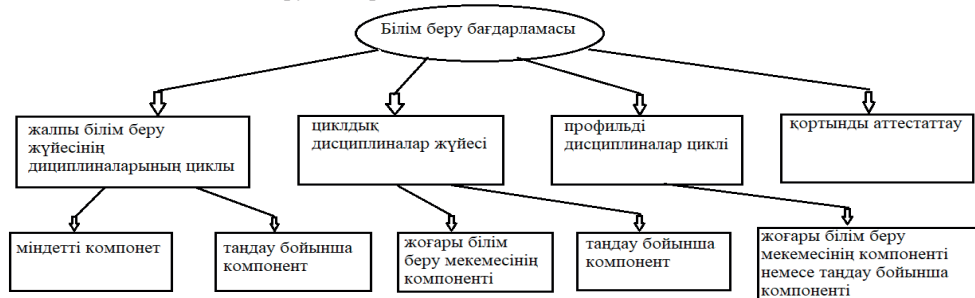 Білім беру бағдарламасы
жалпы білім беру
жүйесінің
дициплиналарының циклы
циклдық
дисциплиналар жүйесі
профильді
дисциплиналар циклі
қортынды аттестаттау
міндетті компонет
таңдау бойынша
компонент
жоғары білім
беру мекемесінің
компоненті
таңдау бойынша
компонент
жоғары білім беру
мекемесінің компоненті
немесе таңдау бойынша
компоненті